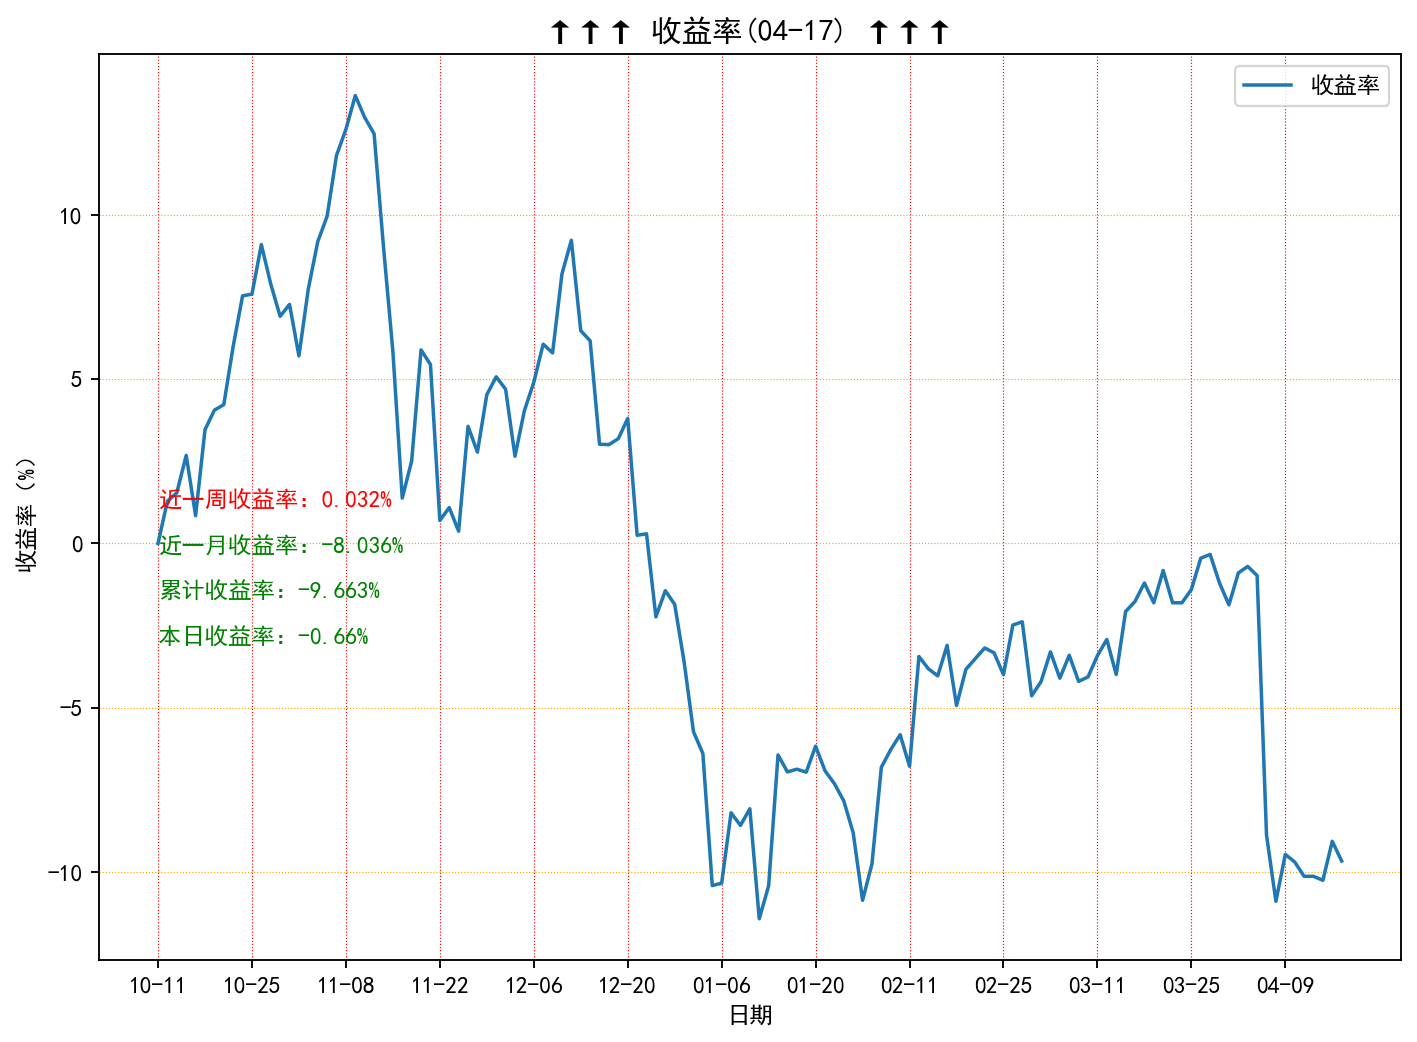 ↑↑↑ 收益率(04-17) ↑↑↑
收益率
收益率（%）
10
5
0
-5
-10
近一周收益率：0.032%
近一月收益率：-8.036%
累计收益率：-9.663%
本日收益率：-0.66%
10-11 10-25 11-08 11-22 12-06 12-20 01-06 01-20 02-11 02-25 03-11 03-25 04-09
日期